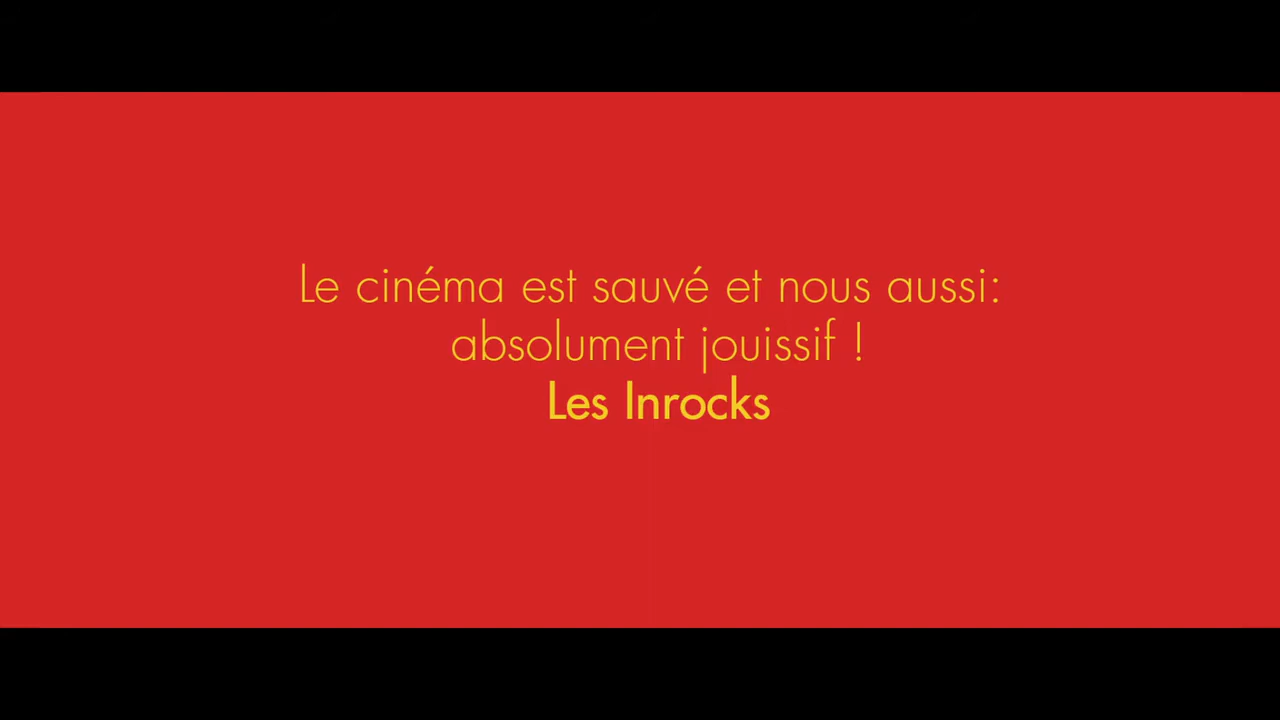 Le cinéma est sauvé et nous aussi:
absolument jouissif !
Les Inrocks